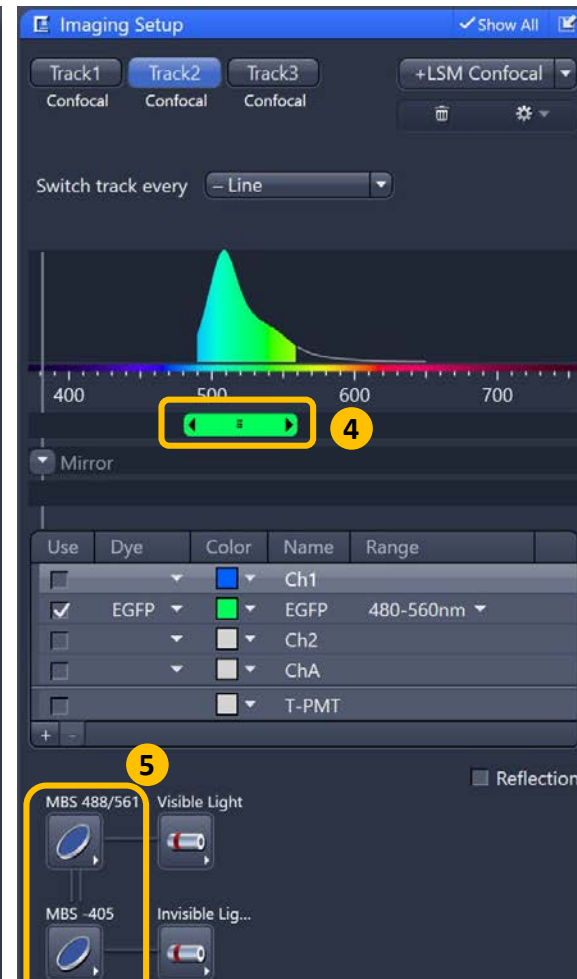 Imaging Setup Show All
Track1 Track2 Track3 +LSM Confocal
Confocal Confocal Confocal
Switch track every – Line
400 500 600 700
4
Mirror
Use Dye Color Name Range
Ch1
EGFP EGFP 480-560nm
Ch2
ChA
T-PMT
+ -
5
Reflection
MBS 488/561 Visible Light
MBS -405 Invisible Lig...